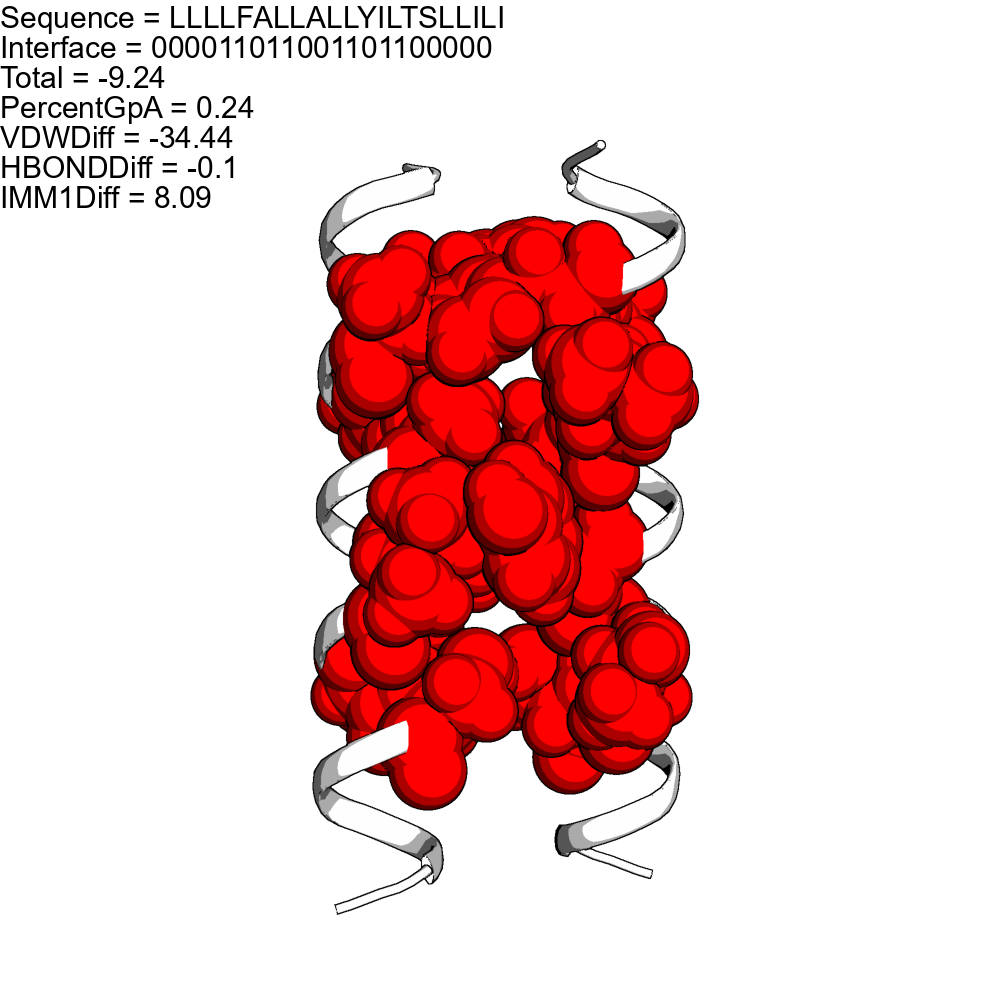 Sequence = LLLLFALLALLYILTSLLILI
Interface = 000011011001101100000
Total = -9.24
PercentGpA = 0.24
VDWDiff = -34.44
HBONDDiff = -0.1
IMM1Diff = 8.09